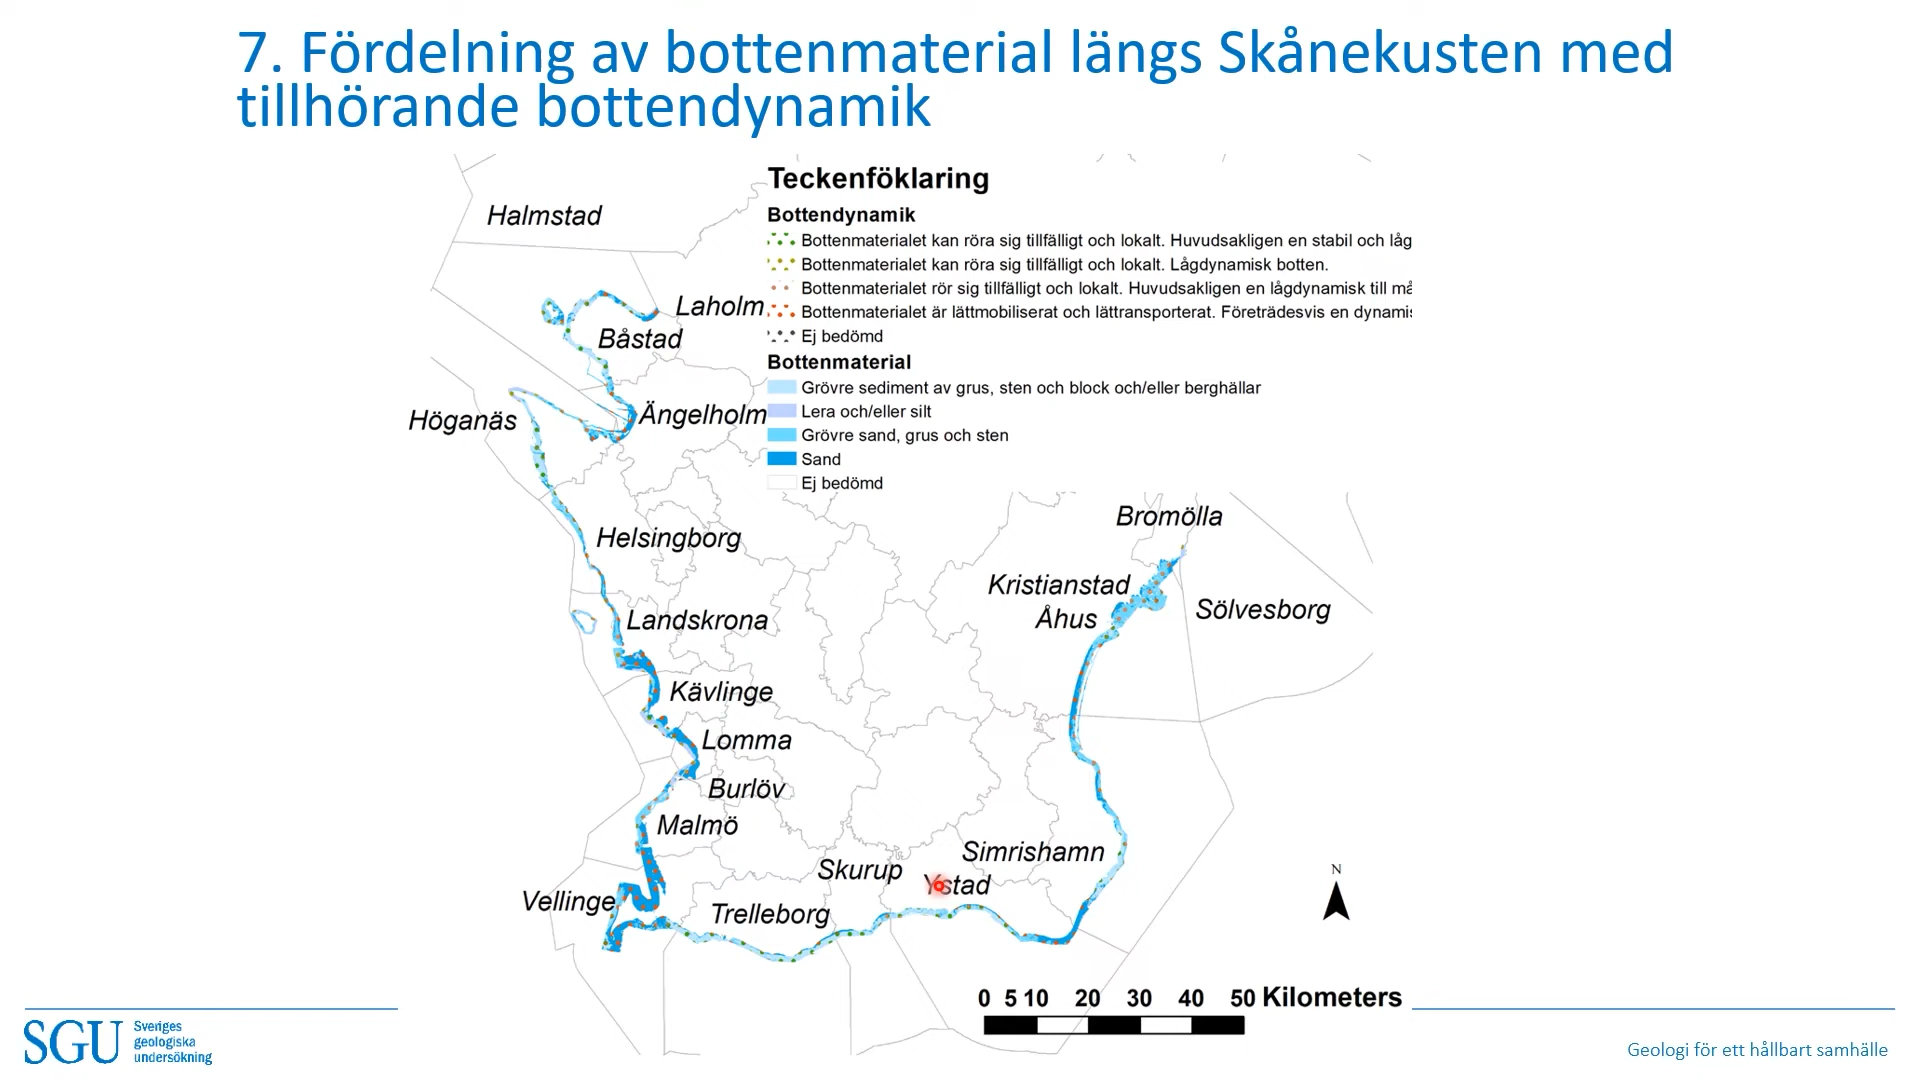 7. Fördelning av bottenmaterial längs Skånekusten med
tillhörande bottendynamik
Teckenföklaring
Bottendynamik
Bottenmaterialet kan röra sig tillfälligt och lokalt. Huvudsakligen en stabil och låg
Bottenmaterialet kan röra sig tillfälligt och lokalt. Lågdynamisk botten.
Bottenmaterialet rör sig tillfälligt och lokalt. Huvudsakligen en lågdynamisk till må
Bottenmaterialet är lättmobiliserat och lättransporterat. Företrädesvis en dynamis
Ej bedömd
Bottenmaterial
Grövre sediment av grus, sten och block och/eller berghällar
Lera och/eller silt
Grövre sand, grus och sten
Sand
Ej bedömd
Halmstad
Laholm
Båstad
Höganäs
Ängelholm
Helsingborg
Bromölla
Kristianstad
Åhus
Sölvesborg
Landskrona
Kävlinge
Lomma
Burlöv
Malmö
Simrishamn
Skurup
Ystad
Vellinge
Trelleborg
N
0 5 10 20 30 40 50 Kilometers
SGU
Sveriges
geologiska
undersökning
Geologi för ett hållbart samhälle